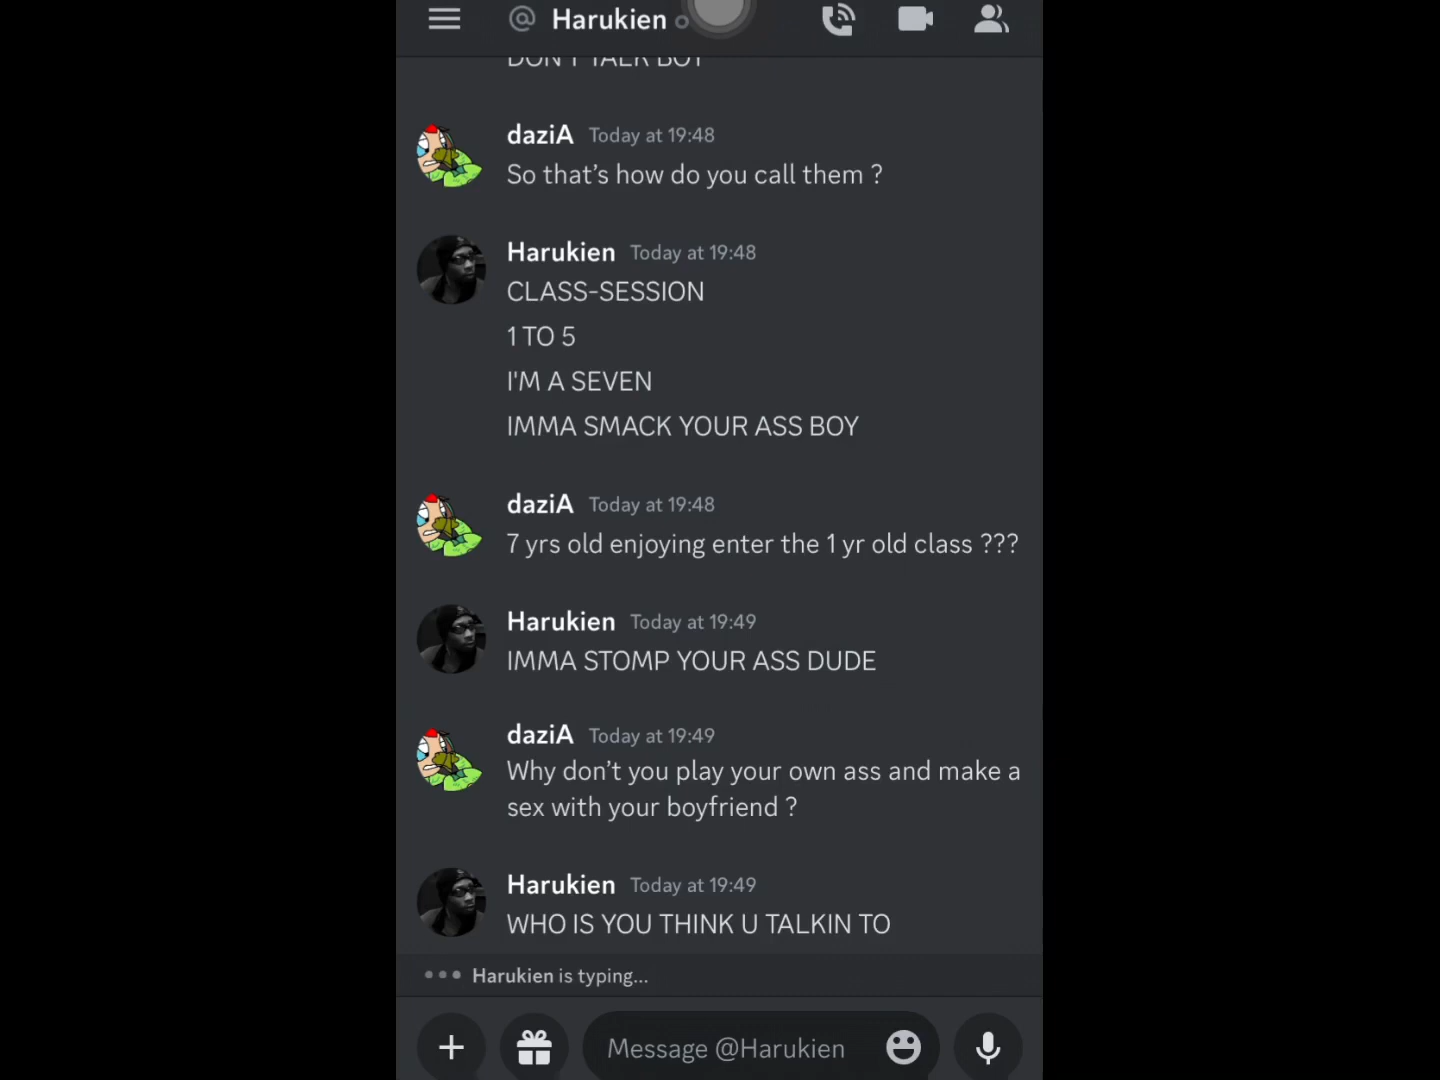 @ Harukien
DON'T TALK BOY
daziA Today at 19:48
So that's how do you call them ?
Harukien Today at 19:48
CLASS-SESSION
1 TO 5
I'M A SEVEN
IMMA SMACK YOUR ASS BOY
daziA Today at 19:48
7 yrs old enjoying enter the 1 yr old class ???
Harukien Today at 19:49
IMMA STOMP YOUR ASS DUDE
daziA Today at 19:49
Why don't you play your own ass and make a
sex with your boyfriend ?
Harukien Today at 19:49
WHO IS YOU THINK U TALKIN TO
Harukien is typing...
Message @Harukien